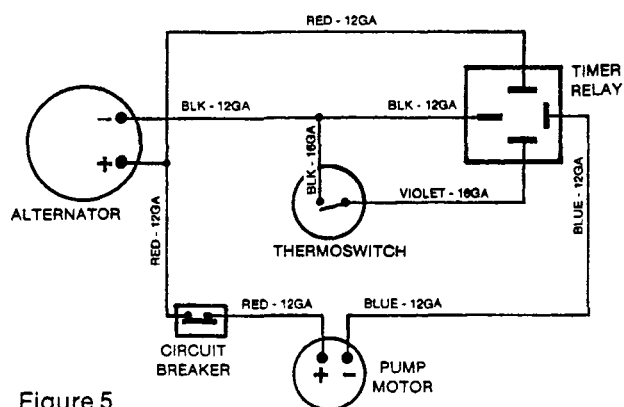 RED - 12GA
TIMER
RELAY
BLK - 12GA
BLK - 12GA
-
+
BLK - 16GA
VIOLET - 16GA
ALTERNATOR
THERMOSWITCH
RED - 12GA
BLUE - 12GA
RED - 12GA
BLUE - 12GA
CIRCUIT
BREAKER
+ -
PUMP
MOTOR
Figure 5